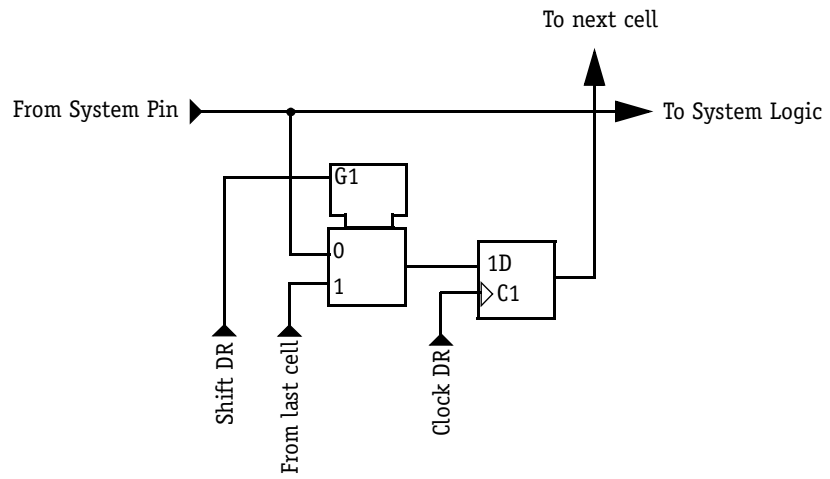 To next cell
From System Pin
To System Logic
G1
0
1
1D
C1
Shift DR
From last cell
Clock DR